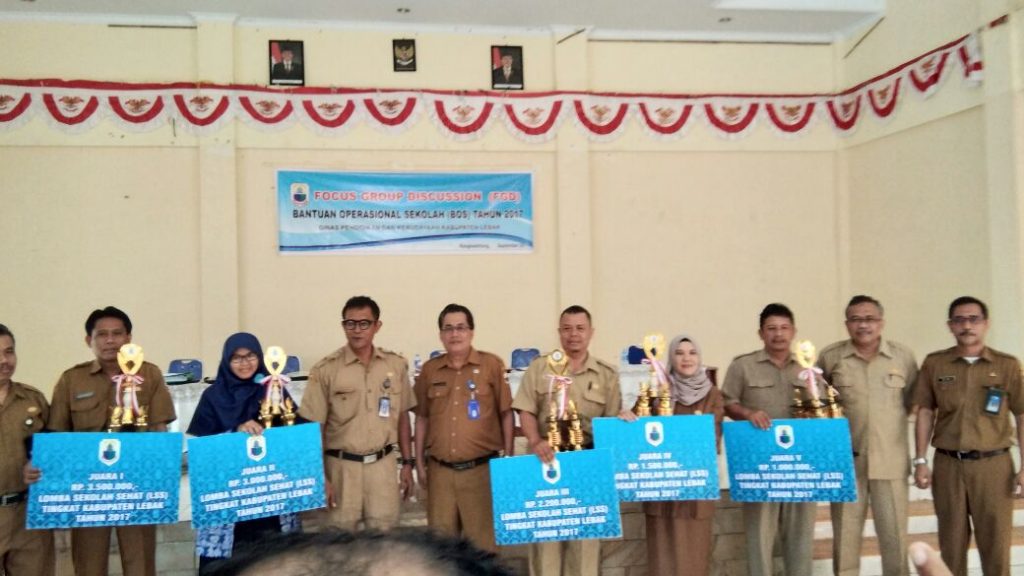 FOCUS GROUP DISCUSSION (FGD)
BANTUAN OPERASIONAL SEKOLAH (BOS) TAHUN 2017
DINAS PENDIDIKAN DAN KEBUDAYAAN KABUPATEN LEBAK
Rangkasbitung, September
JUARA I
RP. 3.500.000,-
LOMBA SEKOLAH SEHAT (LSS)
TINGKAT KABUPATEN LEBAK
TAHUN 2017
JUARA II
RP. 3.000.000,-
LOMBA SEKOLAH SEHAT (LSS)
TINGKAT KABUPATEN LEBAK
TAHUN 2017
JUARA III
RP. 2.200.000,-
LOMBA SEKOLAH SEHAT (LSS)
TINGKAT KABUPATEN LEBAK
TAHUN 2017
JUARA IV
RP. 1.500.000,-
LOMBA SEKOLAH SEHAT (LSS)
TINGKAT KABUPATEN LEBAK
TAHUN 2017
JUARA V
RP. 1.000.000,-
LOMBA SEKOLAH SEHAT (LSS)
TINGKAT KABUPATEN LEBAK
TAHUN 2017